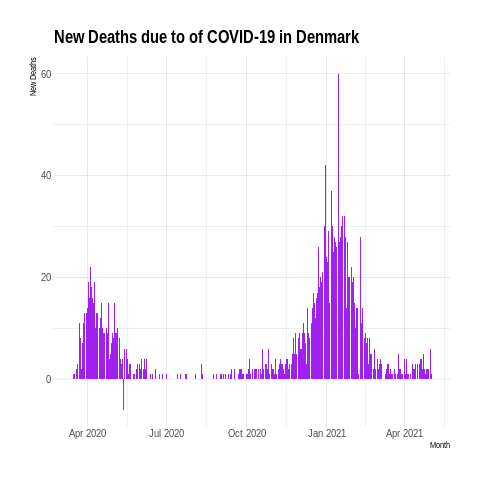 New Deaths due to of COVID-19 in Denmark
New Deaths
60
40
20
0
Apr 2020 Jul 2020 Oct 2020 Jan 2021 Apr 2021
Month